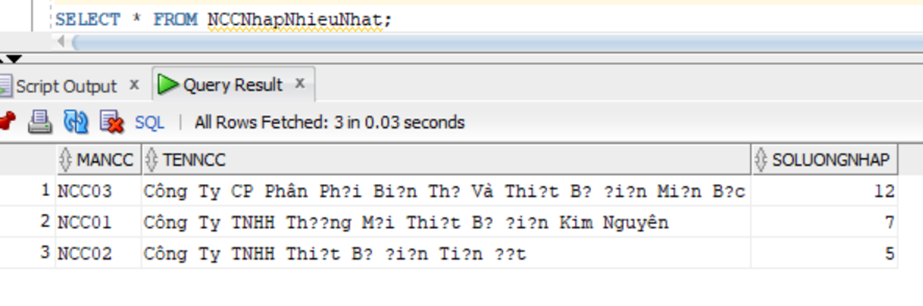 SELECT * FROM NCCNhapNhieuNhat;
Script Output x Query Result x
SQL | All Rows Fetched: 3 in 0.03 seconds
MANCC TENNCC SOLUONGNHAP
1 NCC03 Công Ty CP Phân Ph?i Bi?n Th? Và Thi?t B? ?i?n Mi?n B?c 12
2 NCC01 Công Ty TNHH Th??ng M?i Thi?t B? ?i?n Kim Nguyên 7
3 NCC02 Công Ty TNHH Thi?t B? ?i?n Ti?n ??t 5